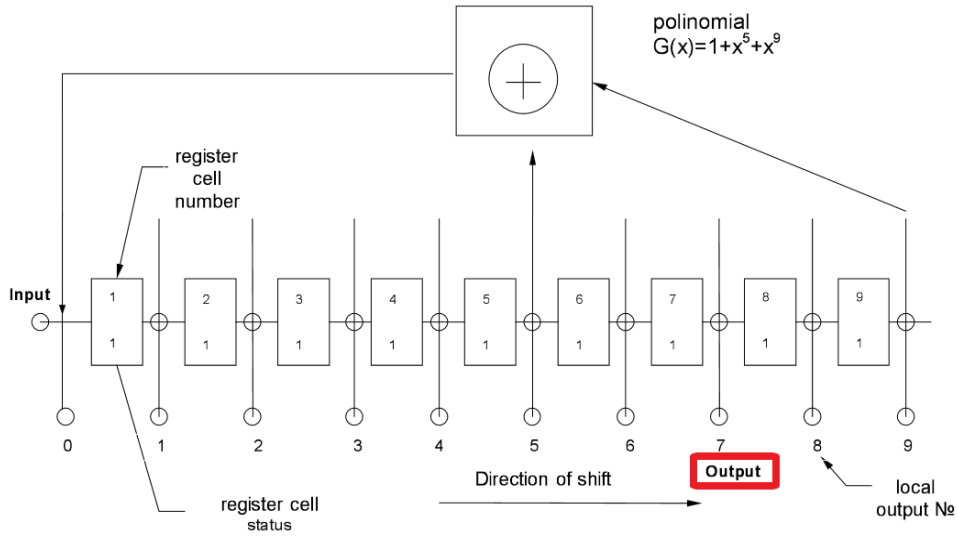 polinomial
G(x)=1+x⁵+x⁹
register
cell
number
Input
1 2 3 4 5 6 7 8 9
1 1 1 1 1 1 1 1 1
0 1 2 3 4 5 6 7 8 9
Output
Direction of shift
local
output №
register cell
status